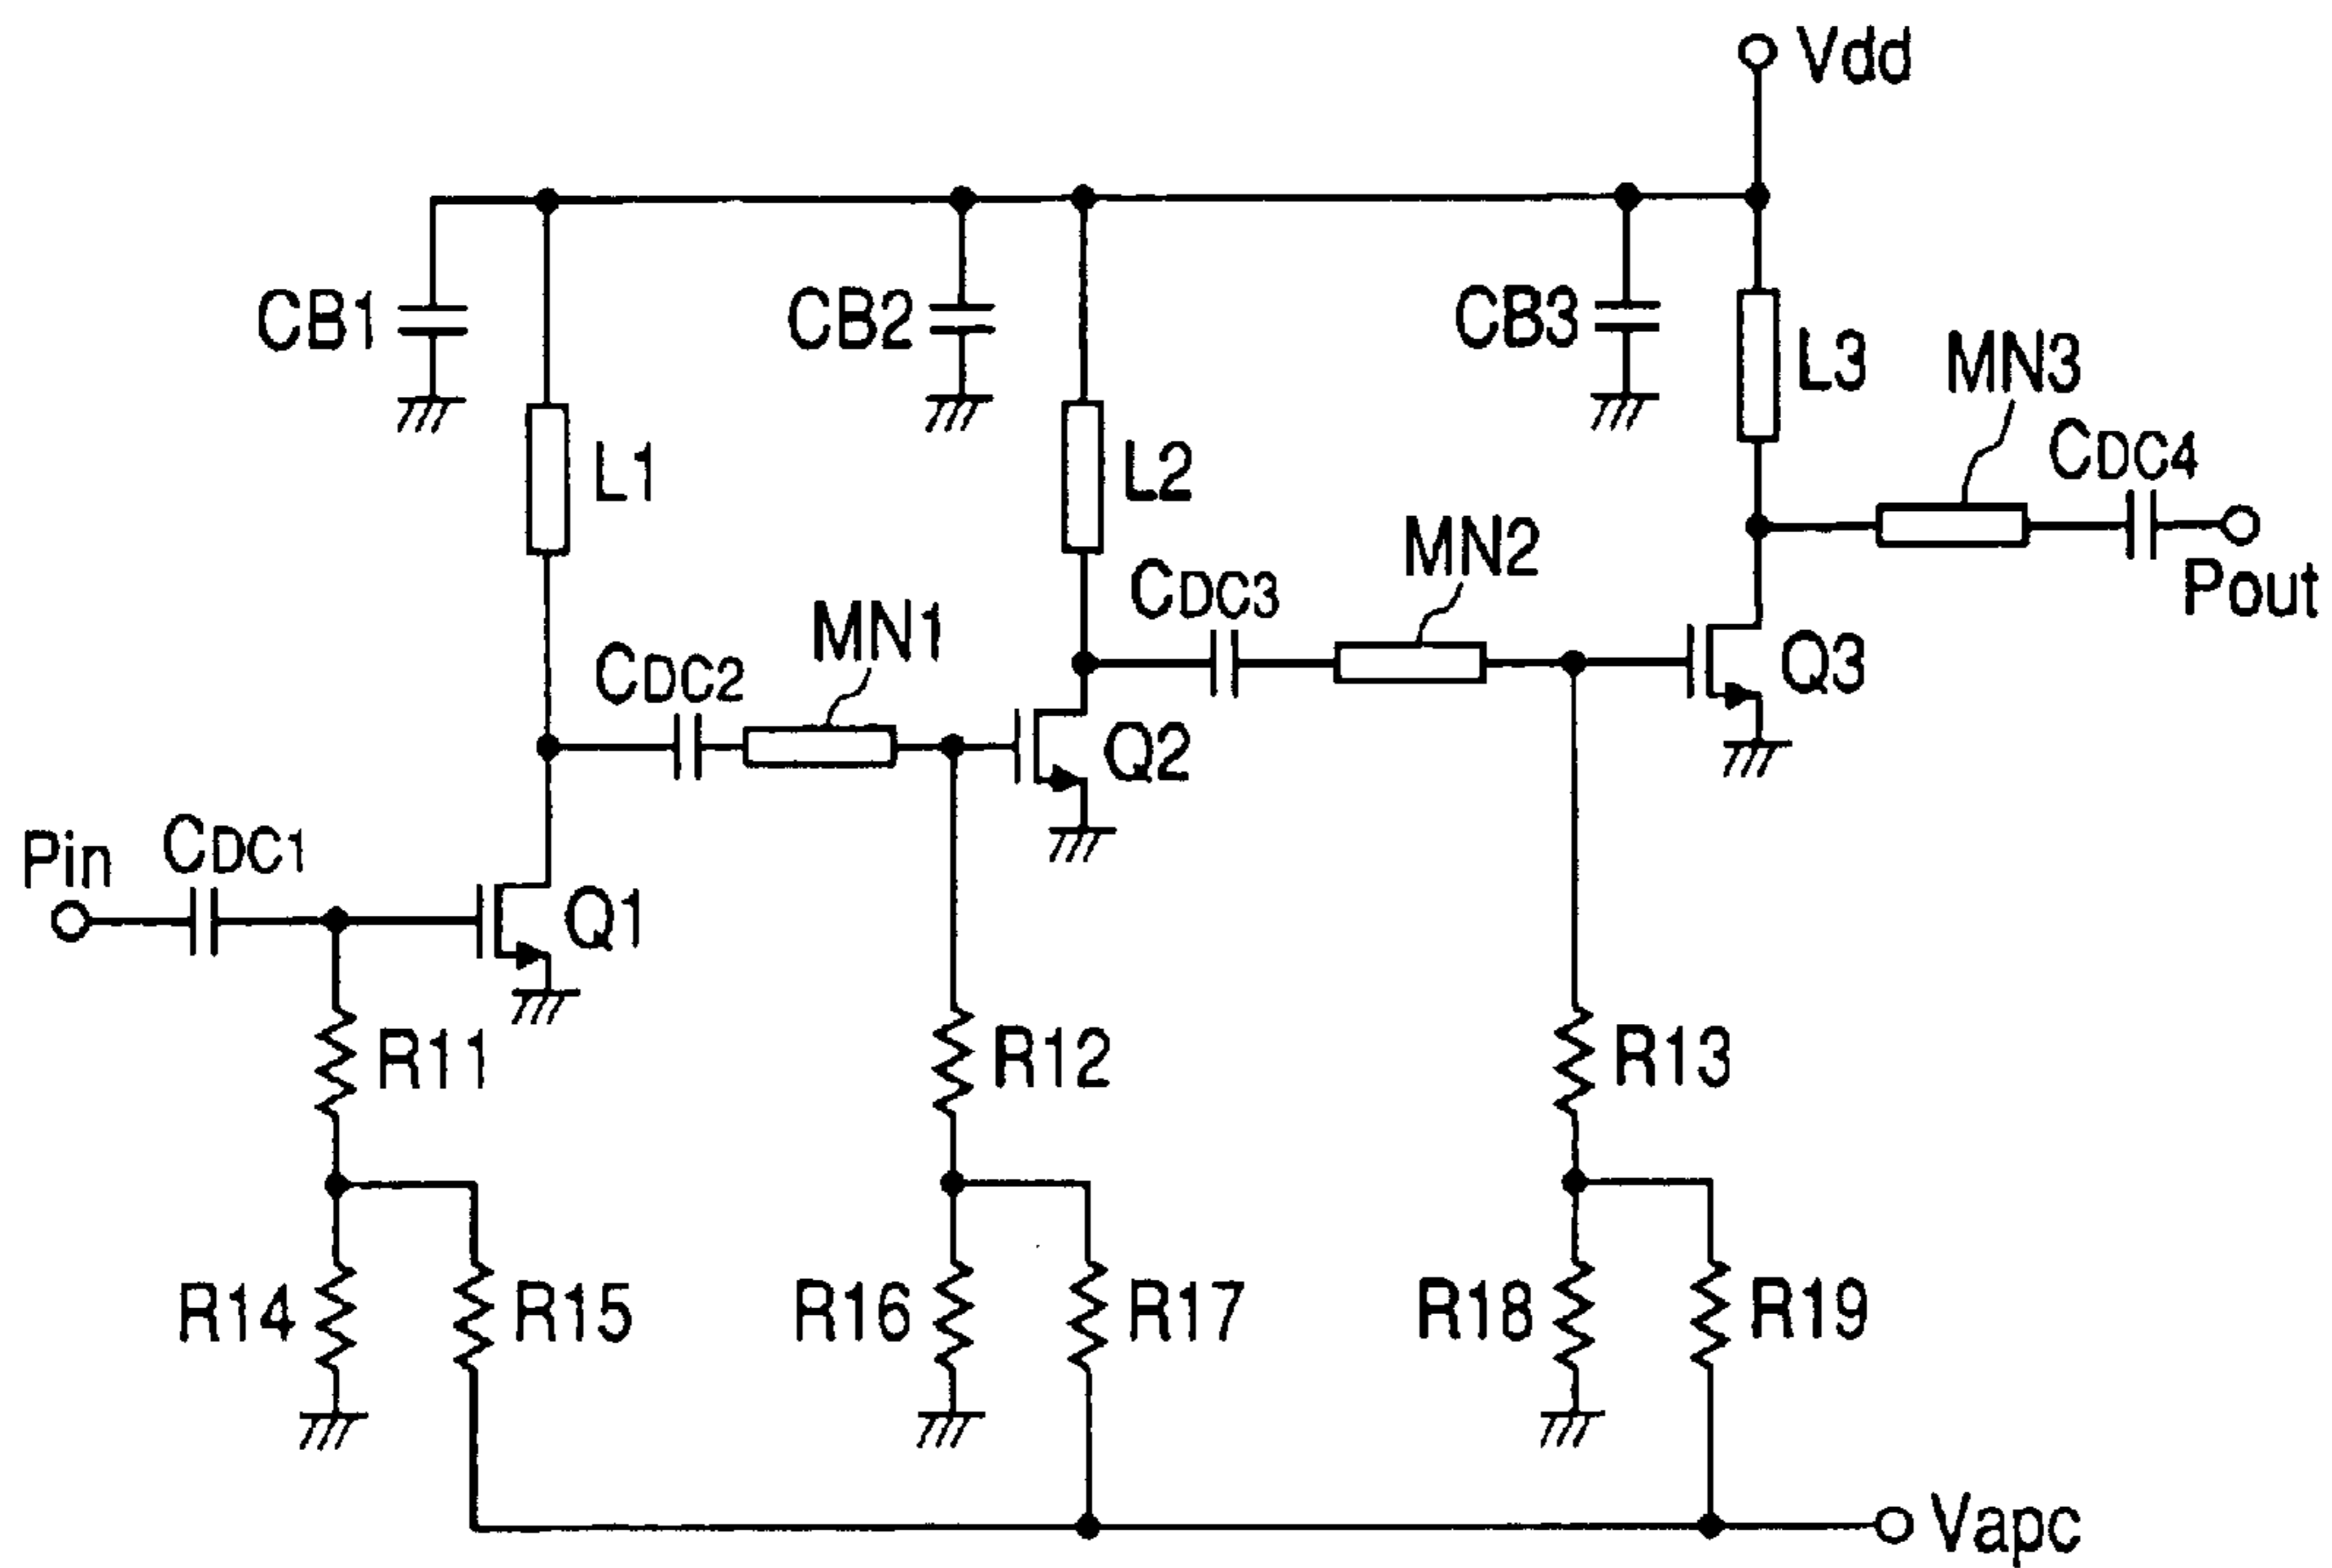 Vdd
CB1
CB2
CB3
L3
MN3
L1
L2
CDC4
MN2
Pout
CDC3
MN1
CDC2
Q3
Q2
Pin
CDC1
Q1
R11
R12
R13
R14
R15
R16
R17
R18
R19
Vapc